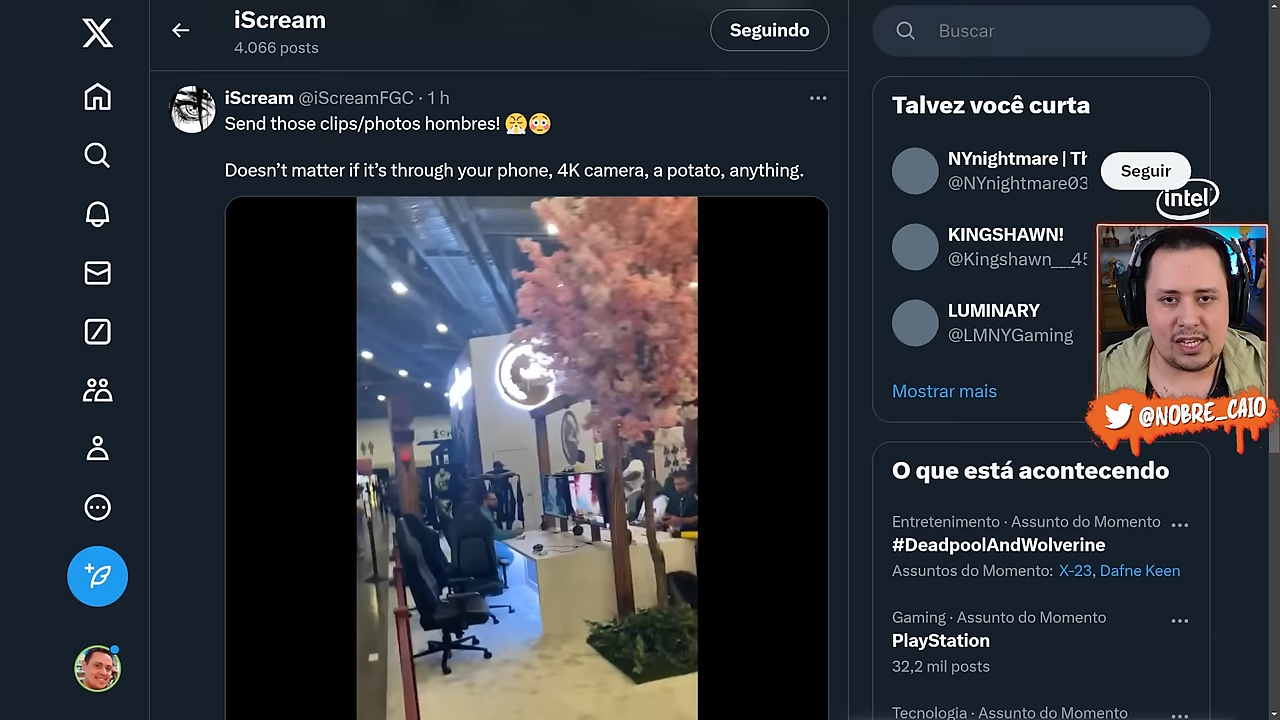 iScream
4.066 posts
Seguindo
iScream @iScreamFGC · 1 h
Send those clips/photos hombres! 😤😳
Doesn’t matter if it’s through your phone, 4K camera, a potato, anything.
Buscar
Talvez você curta
NYnightmare | Th
@NYnightmare03
Seguir
intel
KINGSHAWN!
@Kingshawn__45
LUMINARY
@LMNYGaming
Mostrar mais
@NOBRE_CAIO
O que está acontecendo
Entretenimento · Assunto do Momento
#DeadpoolAndWolverine
Assuntos do Momento: X-23, Dafne Keen
Gaming · Assunto do Momento
PlayStation
32,2 mil posts
Tecnologia · Assunto do Momento